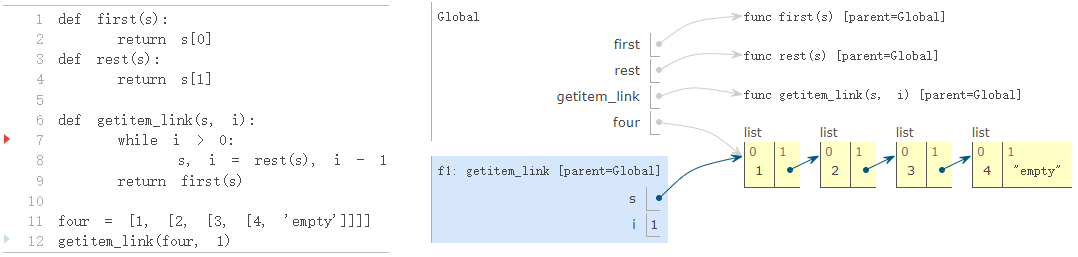 1 def first(s):
2 return s[0]
3 def rest(s):
4 return s[1]
5
6 def getitem_link(s, i):
7 while i > 0:
8 s, i = rest(s), i - 1
9 return first(s)
10
11 four = [1, [2, [3, [4, 'empty']]]]
12 getitem_link(four, 1)
Global
first
rest
getitem_link
four
func first(s) [parent=Global]
func rest(s) [parent=Global]
func getitem_link(s, i) [parent=Global]
list list list list
0 1 0 1 0 1 0 1
1 2 3 4 "empty"
f1: getitem_link [parent=Global]
s
i 1